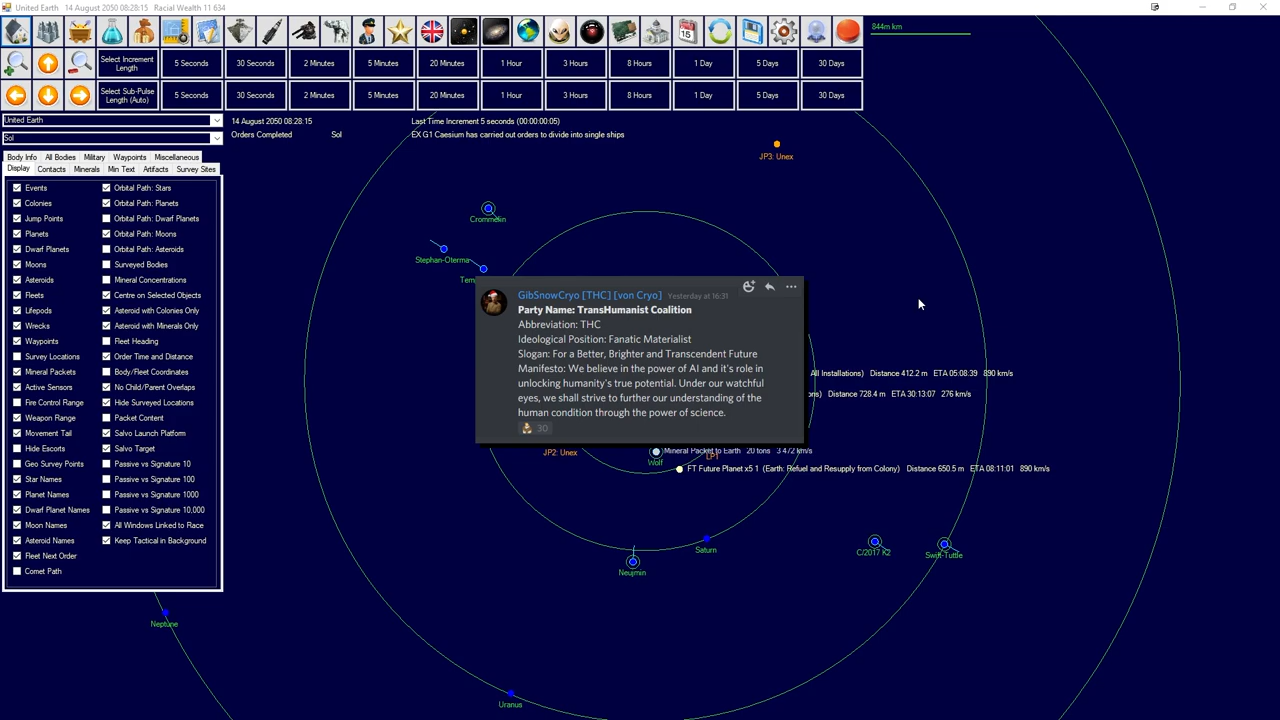 United Earth   14 August 2050 08:28:15   Racial Wealth 11 634
844m km
Select Increment Length
5 Seconds
30 Seconds
2 Minutes
5 Minutes
20 Minutes
1 Hour
3 Hours
8 Hours
1 Day
5 Days
30 Days
Select Sub-Pulse Length (Auto)
5 Seconds
30 Seconds
2 Minutes
5 Minutes
20 Minutes
1 Hour
3 Hours
8 Hours
1 Day
5 Days
30 Days
United Earth
Sol
14 August 2050 08:28:15
Last Time Increment 5 seconds (00:00:00:05)
Orders Completed
Sol
EX G1 Caesium has carried out orders to divide into single ships
Body Info
All Bodies
Military
Waypoints
Miscellaneous
Display
Contacts
Minerals
Min Text
Artifacts
Survey Sites
Events
Orbital Path: Stars
Colonies
Orbital Path: Planets
Jump Points
Orbital Path: Dwarf Planets
Planets
Orbital Path: Moons
Dwarf Planets
Orbital Path: Asteroids
Moons
Surveyed Bodies
Asteroids
Mineral Concentrations
Fleets
Centre on Selected Objects
Lifepods
Asteroid with Colonies Only
Wrecks
Asteroid with Minerals Only
Waypoints
Fleet Heading
Survey Locations
Order Time and Distance
Mineral Packets
Body/Fleet Coordinates
Active Sensors
No Child/Parent Overlaps
Fire Control Range
Hide Surveyed Locations
Weapon Range
Packet Content
Movement Tail
Salvo Launch Platform
Hide Escorts
Salvo Target
Geo Survey Points
Passive vs Signature 10
Star Names
Passive vs Signature 100
Planet Names
Passive vs Signature 1000
Dwarf Planet Names
Passive vs Signature 10,000
Moon Names
All Windows Linked to Race
Asteroid Names
Keep Tactical in Background
Fleet Next Order
Comet Path
JP3: Unex
Crommelin
Stephan-Oterma
Tem
GibSnowCryo [THC] [von Cryo] Yesterday at 16:31
Party Name: TransHumanist Coalition
Abbreviation: THC
Ideological Position: Fanatic Materialist
Slogan: For a Better, Brighter and Transcendent Future
Manifesto: We believe in the power of AI and it's role in
unlocking humanity's true potential. Under our watchful
eyes, we shall strive to further our understanding of the
human condition through the power of science.
30
All Installations)   Distance 412.2 m   ETA 05:08:39   890 km/s
ons)   Distance 728.4 m   ETA 30:13:07   276 km/s
JP2: Unex
Mineral Packet to Earth   20 tons   3 472 km/s
LP1
Wolf
FT Future Planet x5 1   (Earth: Refuel and Resupply from Colony)   Distance 650.5 m   ETA 08:11:01   890 km/s
Saturn
C/2017 K2
Swift-Tuttle
Neujmin
Neptune
Uranus